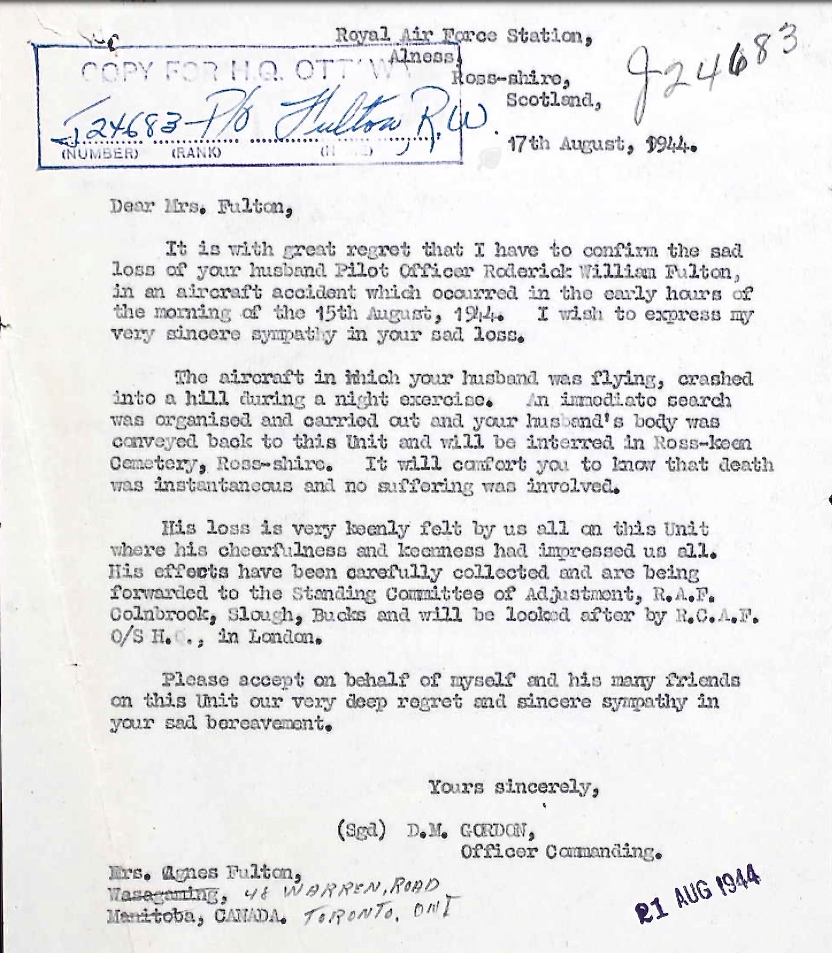 Royal Air Force Station,
Alness,
Ross-shire,
Scotland,
J24683
COPY FOR H.Q. OTTAWA
J24683 P/O Fulton, R.W.
(NUMBER) (RANK)
17th August, 1944.
Dear Mrs. Fulton,
It is with great regret that I have to confirm the sad
loss of your husband Pilot Officer Roderick William Fulton,
in an aircraft accident which occurred in the early hours of
the morning of the 15th August, 1944. I wish to express my
very sincere sympathy in your sad loss.
The aircraft in which your husband was flying, crashed
into a hill during a night exercise. An immediate search
was organised and carried out and your husband's body was
conveyed back to this Unit and will be interred in Ross-keen
Cemetery, Ross-shire. It will comfort you to know that death
was instantaneous and no suffering was involved.
His loss is very keenly felt by us all on this Unit
where his cheerfulness and keenness had impressed us all.
His effects have been carefully collected and are being
forwarded to the Standing Committee of Adjustment, R.A.F.
Colnbrook, Slough, Bucks and will be looked after by R.C.A.F.
O/S H.Q., in London.
Please accept on behalf of myself and his many friends
on this Unit our very deep regret and sincere sympathy in
your sad bereavement.
Yours sincerely,
(Sgd) D.M. GORDON,
Officer Commanding.
Mrs. Agnes Fulton,
Wasagaming, 48 WARREN, ROAD
Manitoba, CANADA. TORONTO, ONT
21 AUG 1944